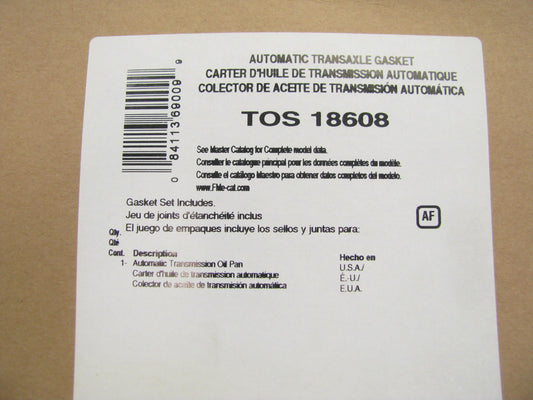 AUTOMATIC TRANSAXLE GASKET
CARTER D'HUILE DE TRANSMISSION AUTOMATIQUE
COLECTOR DE ACEITE DE TRANSMISIÓN AUTOMÁTICA
TOS 18608
0 84113 69009 9
See Master Catalog for Complete model data.
Consulter le catalogue principal pour les données complètes du modèle.
Consulte el catálogo Maestro para obtener datos completos del modelo.
www.FMe-cat.com
Gasket Set Includes.
Jeu de joints d'étanchéité inclus
El juego de empaques incluye los sellos y juntas para:
AF
Qty.
Qté
Cont. Description
1- Automatic Transmission Oil Pan
Carter d'huile de transmission automatique
Colector de aceite de transmisión automática
Hecho en
U.S.A./
É.-U./
E.U.A.